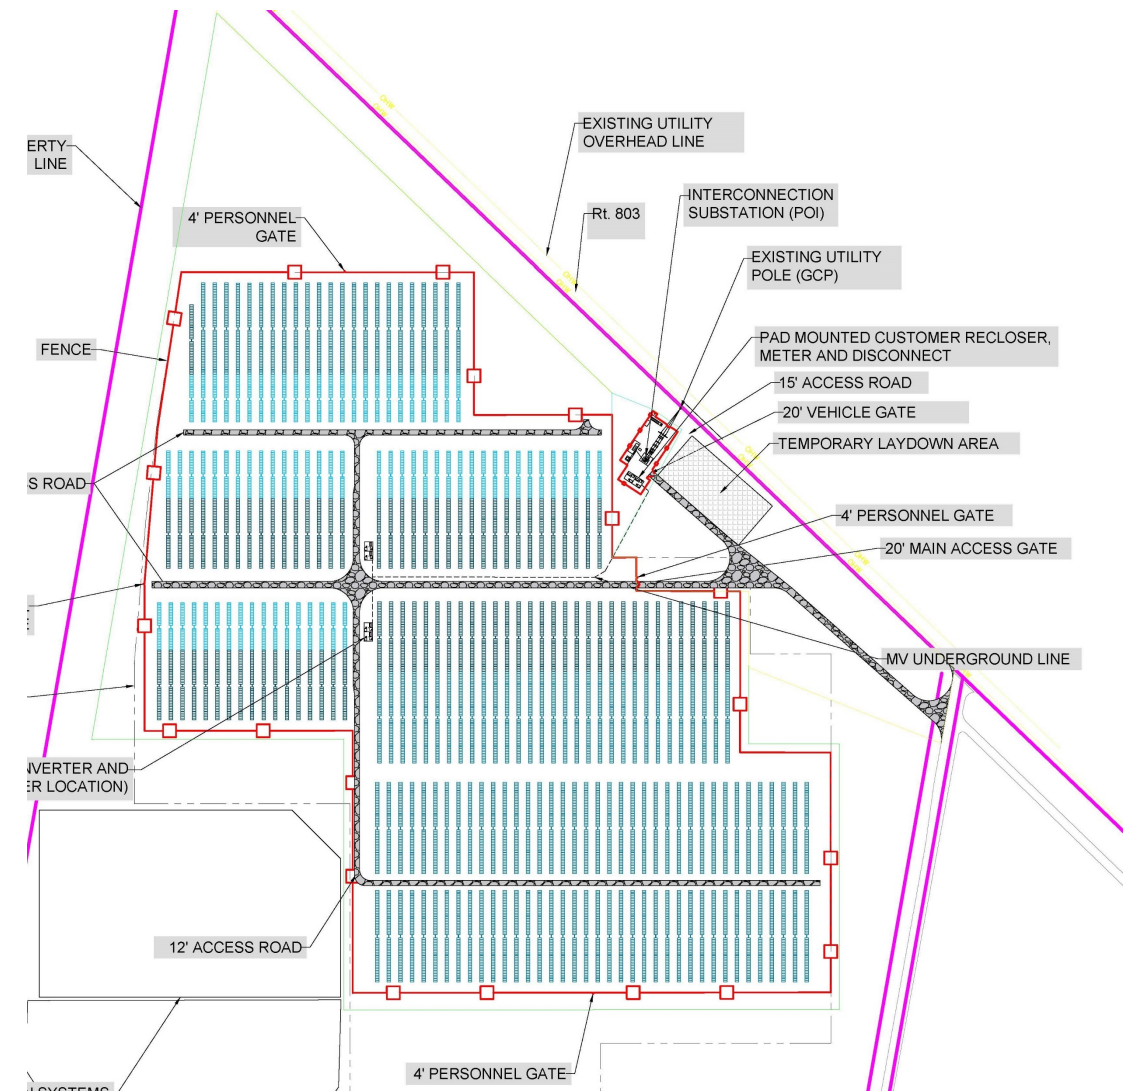 EXISTING UTILITY
OVERHEAD LINE
ERTY
LINE
INTERCONNECTION
SUBSTATION (POI)
Rt. 803
4' PERSONNEL
GATE
EXISTING UTILITY
POLE (GCP)
PAD MOUNTED CUSTOMER RECLOSER,
METER AND DISCONNECT
FENCE
15' ACCESS ROAD
20' VEHICLE GATE
TEMPORARY LAYDOWN AREA
S ROAD
4' PERSONNEL GATE
20' MAIN ACCESS GATE
MV UNDERGROUND LINE
NVERTER AND
ER LOCATION)
12' ACCESS ROAD
4' PERSONNEL GATE
SYSTEMS